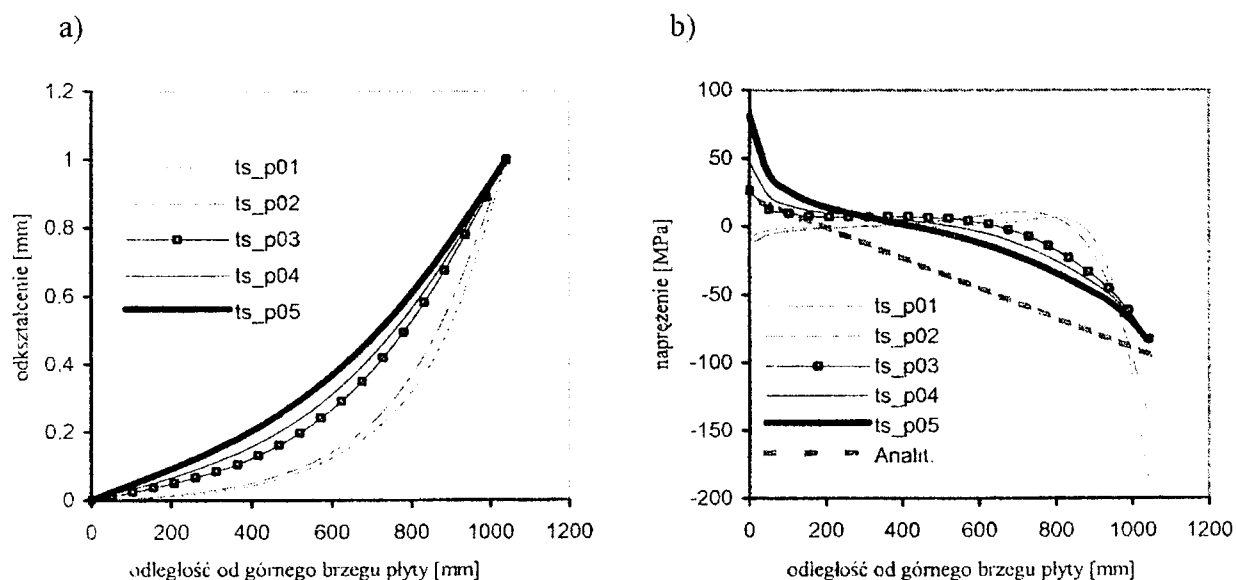 a)
odkształcenie [mm]
1.2
1
0.8
0.6
0.4
0.2
0
0 200 400 600 800 1000 1200
ts_p01
ts_p02
ts_p03
ts_p04
ts_p05
odległość od górnego brzegu płyty [mm]
b)
naprężenie [MPa]
100
50
0
-50
-100
-150
-200
0 200 400 600 800 1000 1200
ts_p01
ts_p02
ts_p03
ts_p04
ts_p05
Analit.
odległość od górnego brzegu płyty [mm]